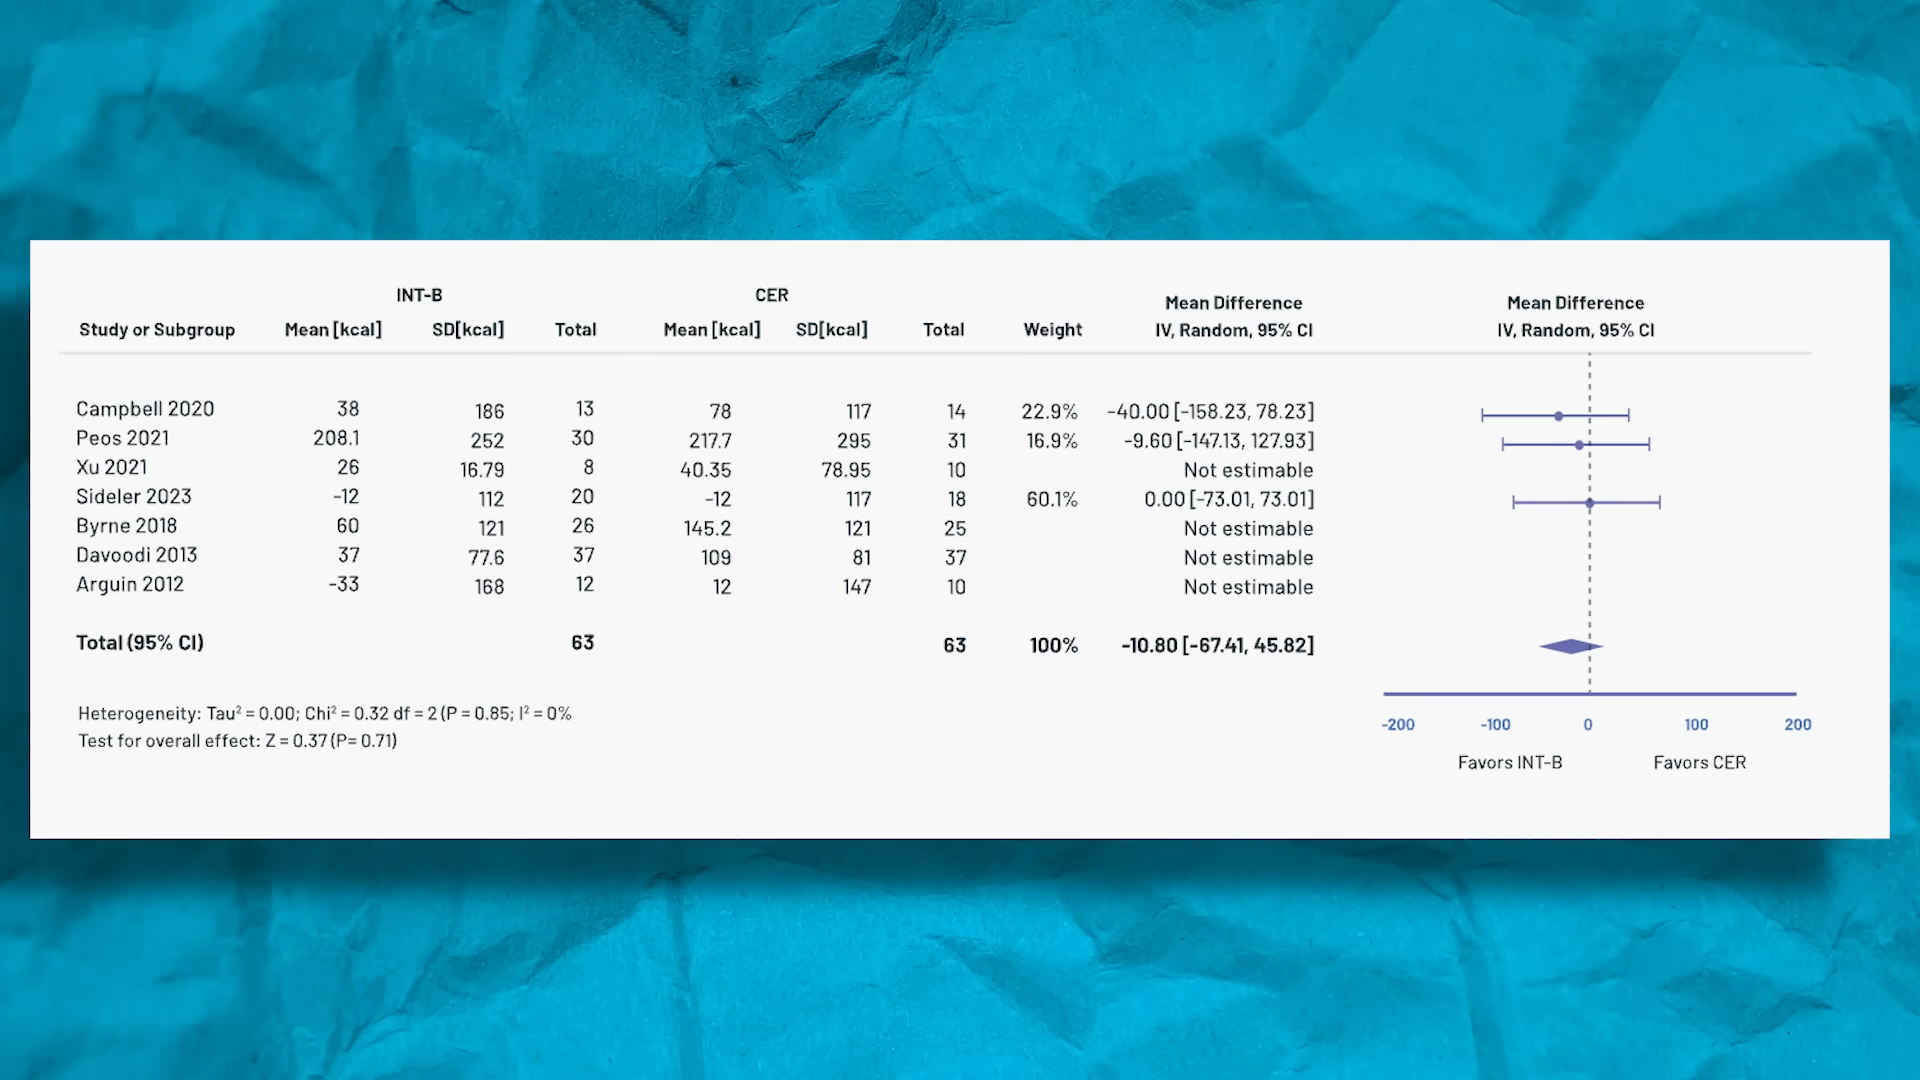 INT-B CER
Mean Difference Mean Difference
Study or Subgroup Mean [kcal] SD[kcal] Total Mean [kcal] SD[kcal] Total Weight IV, Random, 95% CI IV, Random, 95% CI
Campbell 2020 38 186 13 78 117 14 22.9% -40.00 [-158.23, 78.23]
Peos 2021 208.1 252 30 217.7 295 31 16.9% -9.60 [-147.13, 127.93]
Xu 2021 26 16.79 8 40.35 78.95 10 Not estimable
Sideler 2023 -12 112 20 -12 117 18 60.1% 0.00 [-73.01, 73.01]
Byrne 2018 60 121 26 145.2 121 25 Not estimable
Davoodi 2013 37 77.6 37 109 81 37 Not estimable
Arguin 2012 -33 168 12 12 147 10 Not estimable
Total (95% CI) 63 63 100% -10.80 [-67.41, 45.82]
Heterogeneity: Tau² = 0.00; Chi² = 0.32 df = 2 (P = 0.85; I² = 0%
Test for overall effect: Z = 0.37 (P= 0.71)
-200 -100 0 100 200
Favors INT-B Favors CER